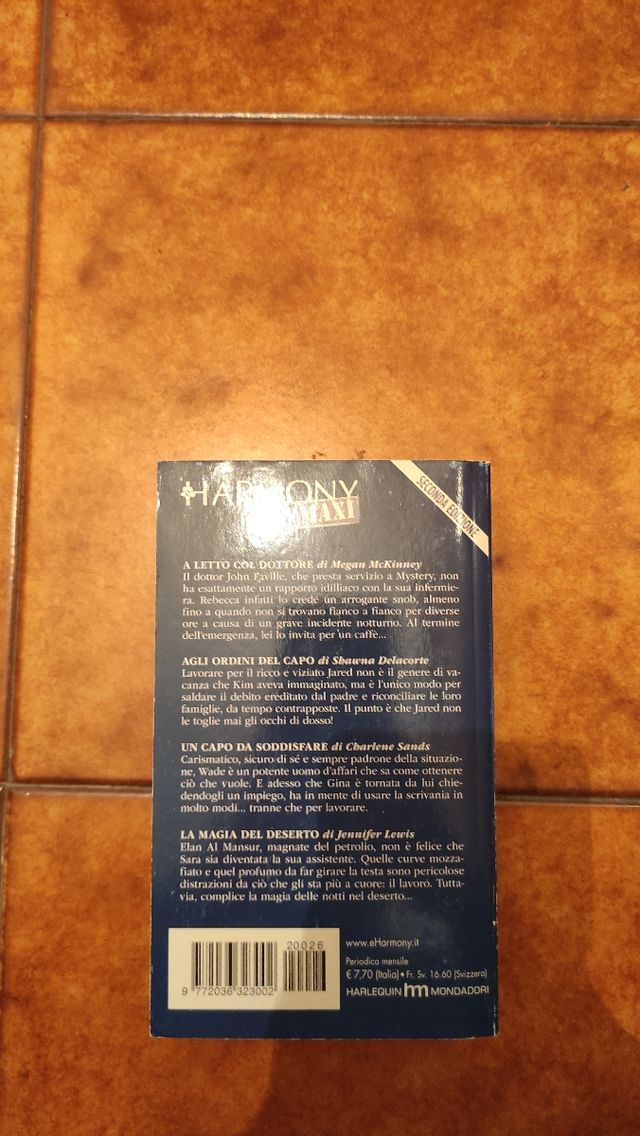 HARMONY
MAXI
SECONDA EDIZIONE
A LETTO COL DOTTORE di Megan McKinney
Il dottor John Faville, che presta servizio a Mystery, non
ha esattamente un rapporto idilliaco con la sua infermie-
ra. Rebecca infatti lo crede un arrogante snob, almeno
fino a quando non si trovano fianco a fianco per diverse
ore a causa di un grave incidente notturno. Al termine
dell'emergenza, lei lo invita per un caffè...
AGLI ORDINI DEL CAPO di Shawna Delacorte
Lavorare per il ricco e viziato Jared non è il genere di va-
canza che Kim aveva immaginato, ma è l'unico modo per
saldare il debito ereditato dal padre e riconciliare le loro
famiglie, da tempo contrapposte. Il punto è che Jared non
le toglie mai gli occhi di dosso!
UN CAPO DA SODDISFARE di Charlene Sands
Carismatico, sicuro di sé e sempre padrone della situazio-
ne, Wade è un potente uomo d'affari che sa come ottenere
ciò che vuole. E adesso che Gina è tornata da lui chie-
dendogli un impiego, ha in mente di usare la scrivania in
molto modi... tranne che per lavorare.
LA MAGIA DEL DESERTO di Jennifer Lewis
Elan Al Mansur, magnate del petrolio, non è felice che
Sara sia diventata la sua assistente. Quelle curve mozza-
fiato e quel profumo da far girare la testa sono pericolose
distrazioni da ciò che gli sta più a cuore: il lavoro. Tutta-
via, complice la magia delle notti nel deserto...
20026
9 772036 323002
www.eHarmony.it
Periodico mensile
€ 7,70 (Italia) • Fr. Sv. 16.60 (Svizzera)
HARLEQUIN hm MONDADORI